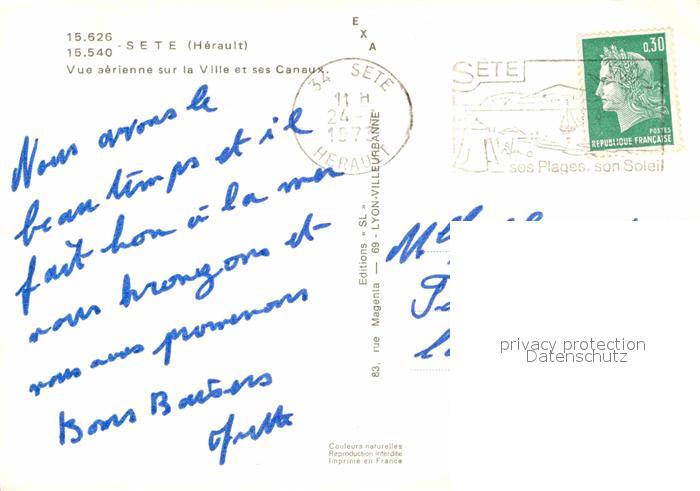 15.626
15.540 - SETE (Hérault)
Vue aérienne sur la Ville et ses Canaux.
EXA
34 SETE
11 H
24 -
HERAULT
SETE
ses Plages, son Soleil
0,30
POSTES
REPUBLIQUE FRANÇAISE
Nous avons le
beau temps et il
fait bon à la mer
nous bronzons et
nous nous promenons
Bons Baisers
Editions « SL »
83, rue Magenta — 69 - LYON-VILLEURBANNE
Couleurs naturelles
Reproduction interdite
Imprimé en France
privacy protection
Datenschutz